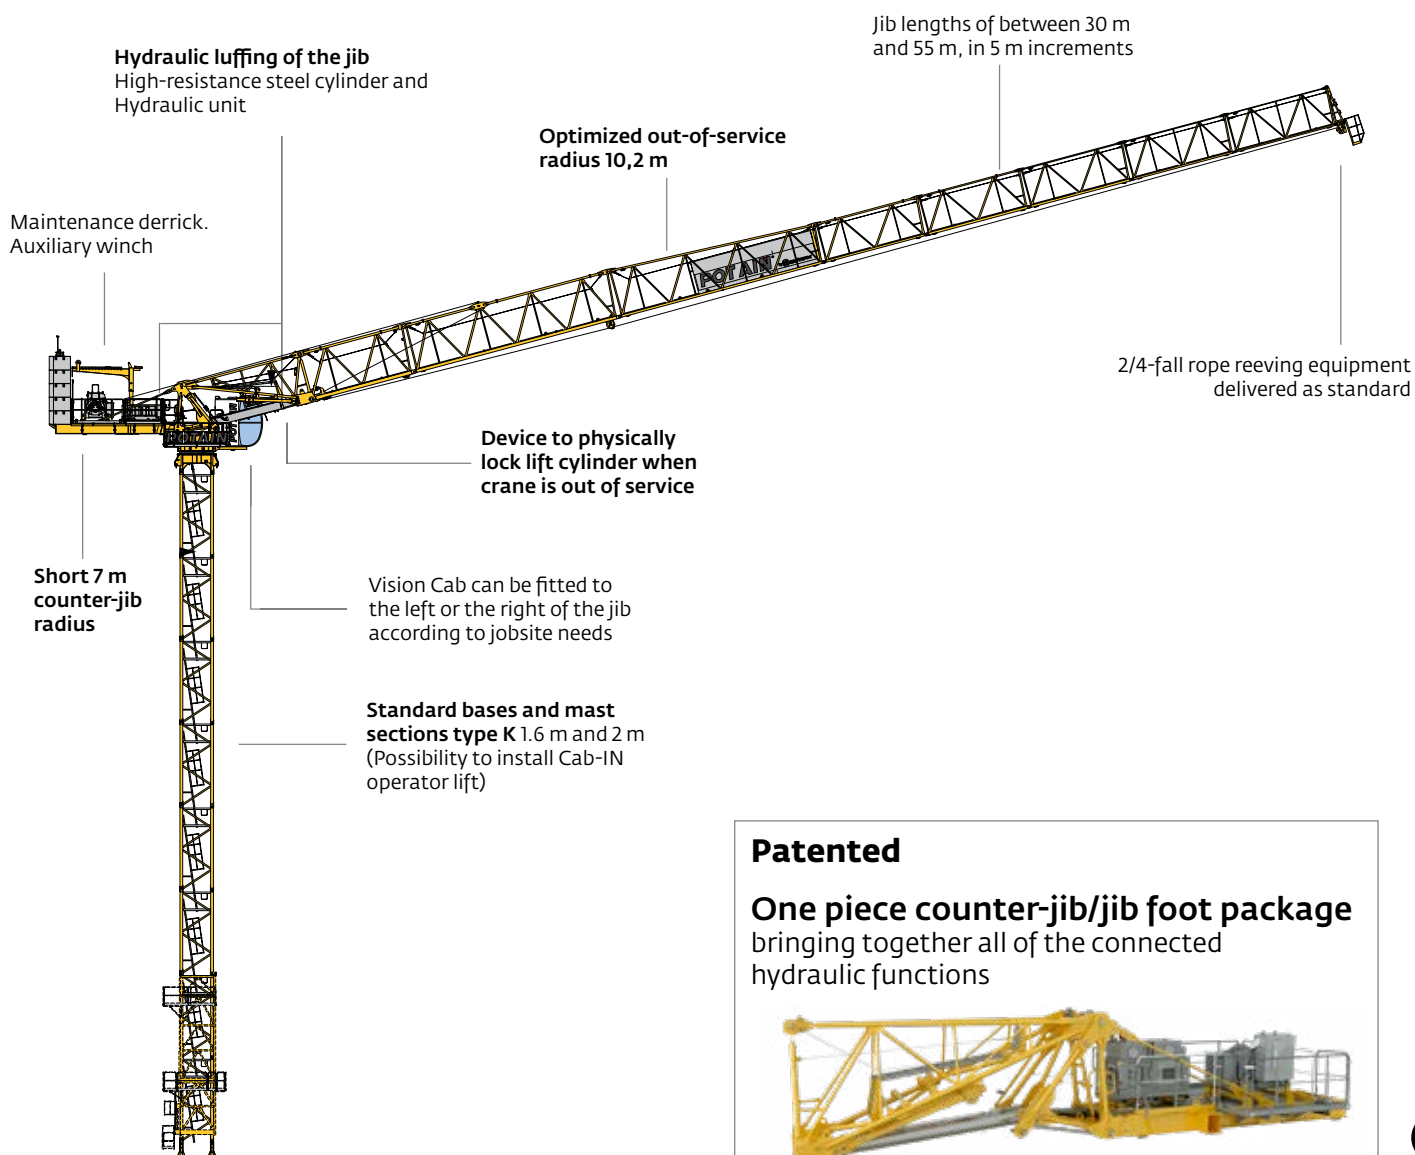 Jib lengths of between 30 m
and 55 m, in 5 m increments
Hydraulic luffing of the jib
High-resistance steel cylinder and
Hydraulic unit
Optimized out-of-service
radius 10,2 m
Maintenance derrick.
Auxiliary winch
POTAIN
2/4-fall rope reeving equipment
delivered as standard
POTAIN
Device to physically
lock lift cylinder when
crane is out of service
Short 7 m
counter-jib
radius
Vision Cab can be fitted to
the left or the right of the jib
according to jobsite needs
Standard bases and mast
sections type K 1.6 m and 2 m
(Possibility to install Cab-IN
operator lift)
Patented
One piece counter-jib/jib foot package
bringing together all of the connected
hydraulic functions